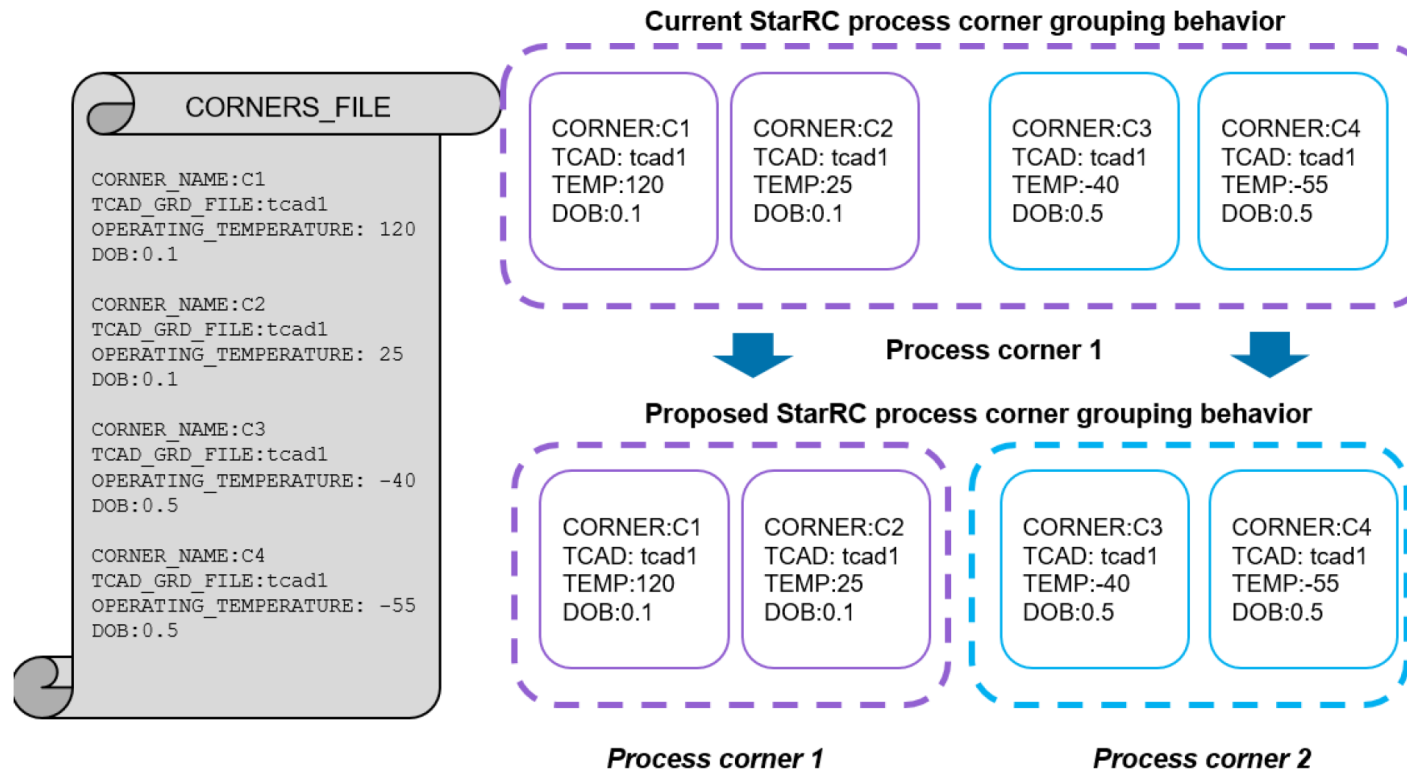 Current StarRC process corner grouping behavior
CORNERS_FILE
CORNER_NAME:C1
TCAD_GRD_FILE:tcad1
OPERATING_TEMPERATURE: 120
DOB:0.1
CORNER_NAME:C2
TCAD_GRD_FILE:tcad1
OPERATING_TEMPERATURE: 25
DOB:0.1
CORNER_NAME:C3
TCAD_GRD_FILE:tcad1
OPERATING_TEMPERATURE: -40
DOB:0.5
CORNER_NAME:C4
TCAD_GRD_FILE:tcad1
OPERATING_TEMPERATURE: -55
DOB:0.5
CORNER:C1
TCAD: tcad1
TEMP:120
DOB:0.1
CORNER:C2
TCAD: tcad1
TEMP:25
DOB:0.1
CORNER:C3
TCAD: tcad1
TEMP:-40
DOB:0.5
CORNER:C4
TCAD: tcad1
TEMP:-55
DOB:0.5
Process corner 1
Proposed StarRC process corner grouping behavior
CORNER:C1
TCAD: tcad1
TEMP:120
DOB:0.1
CORNER:C2
TCAD: tcad1
TEMP:25
DOB:0.1
CORNER:C3
TCAD: tcad1
TEMP:-40
DOB:0.5
CORNER:C4
TCAD: tcad1
TEMP:-55
DOB:0.5
Process corner 1
Process corner 2